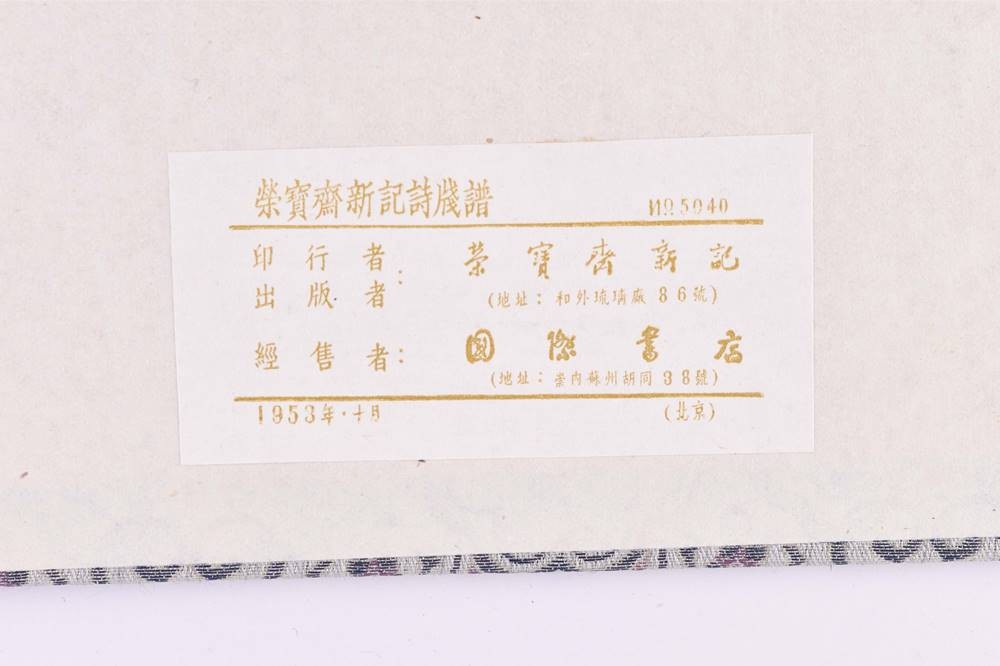 榮寶齋新記詩牋譜 № 5040
印行者
出版者 : 榮寶齋新記
(地址：和外琉璃廠86號)
經售者： 國際書店
(地址：崇內蘇州胡同38號)
1953年·十月 (北京)